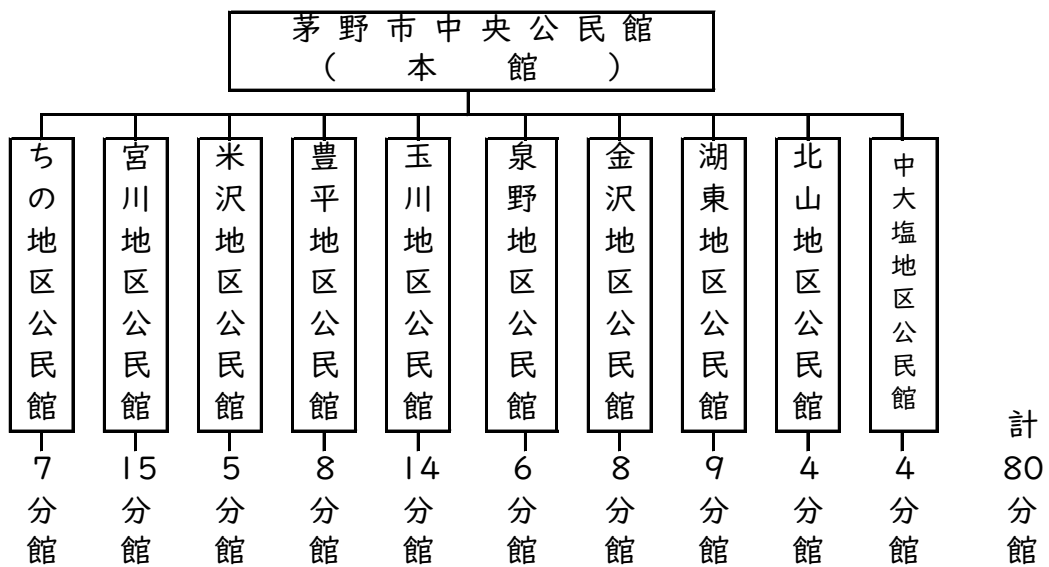 茅野市中央公民館
(本館)
ちの地区公民館
宮川地区公民館
米沢地区公民館
豊平地区公民館
玉川地区公民館
泉野地区公民館
金沢地区公民館
湖東地区公民館
北山地区公民館
中大塩地区公民館
7分館
15分館
5分館
8分館
14分館
6分館
8分館
9分館
4分館
4分館
計80分館